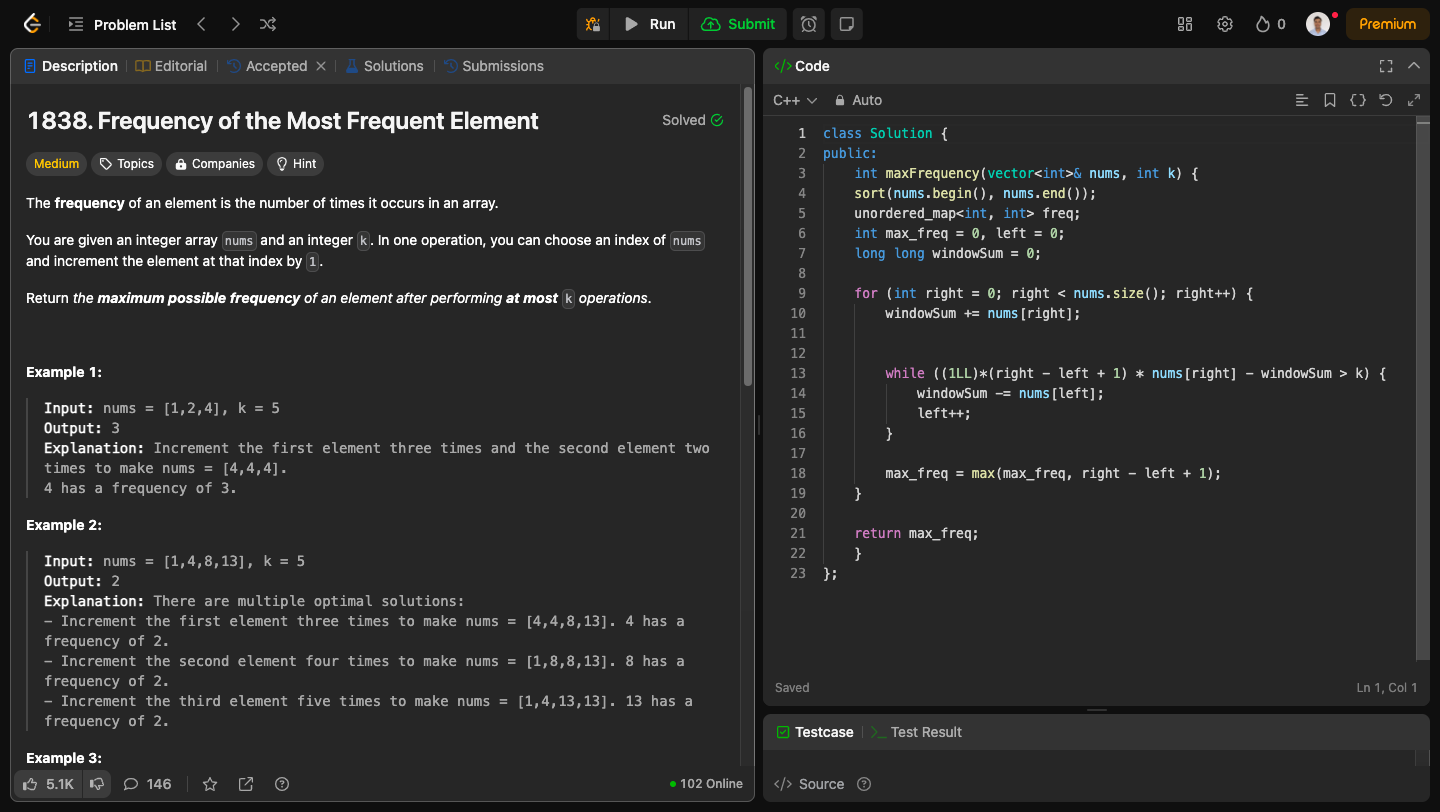 Problem List
Run
Submit
0
Premium
Description
Editorial
Accepted
Solutions
Submissions
1838. Frequency of the Most Frequent Element
Solved
Medium
Topics
Companies
Hint
The frequency of an element is the number of times it occurs in an array.
You are given an integer array nums and an integer k. In one operation, you can choose an index of nums
and increment the element at that index by 1.
Return the maximum possible frequency of an element after performing at most k operations.
Example 1:
Input: nums = [1,2,4], k = 5
Output: 3
Explanation: Increment the first element three times and the second element two
times to make nums = [4,4,4].
4 has a frequency of 3.
Example 2:
Input: nums = [1,4,8,13], k = 5
Output: 2
Explanation: There are multiple optimal solutions:
- Increment the first element three times to make nums = [4,4,8,13]. 4 has a
frequency of 2.
- Increment the second element four times to make nums = [1,8,8,13]. 8 has a
frequency of 2.
- Increment the third element five times to make nums = [1,4,13,13]. 13 has a
frequency of 2.
Example 3:
5.1K
146
102 Online
</> Code
C++
Auto
1 class Solution {
2 public:
3 int maxFrequency(vector<int>& nums, int k) {
4 sort(nums.begin(), nums.end());
5 unordered_map<int, int> freq;
6 int max_freq = 0, left = 0;
7 long long windowSum = 0;
8
9 for (int right = 0; right < nums.size(); right++) {
10 windowSum += nums[right];
11
12
13 while ((1LL)*(right - left + 1) * nums[right] - windowSum > k) {
14 windowSum -= nums[left];
15 left++;
16 }
17
18 max_freq = max(max_freq, right - left + 1);
19 }
20
21 return max_freq;
22 }
23 };
Saved
Ln 1, Col 1
Testcase
Test Result
</> Source